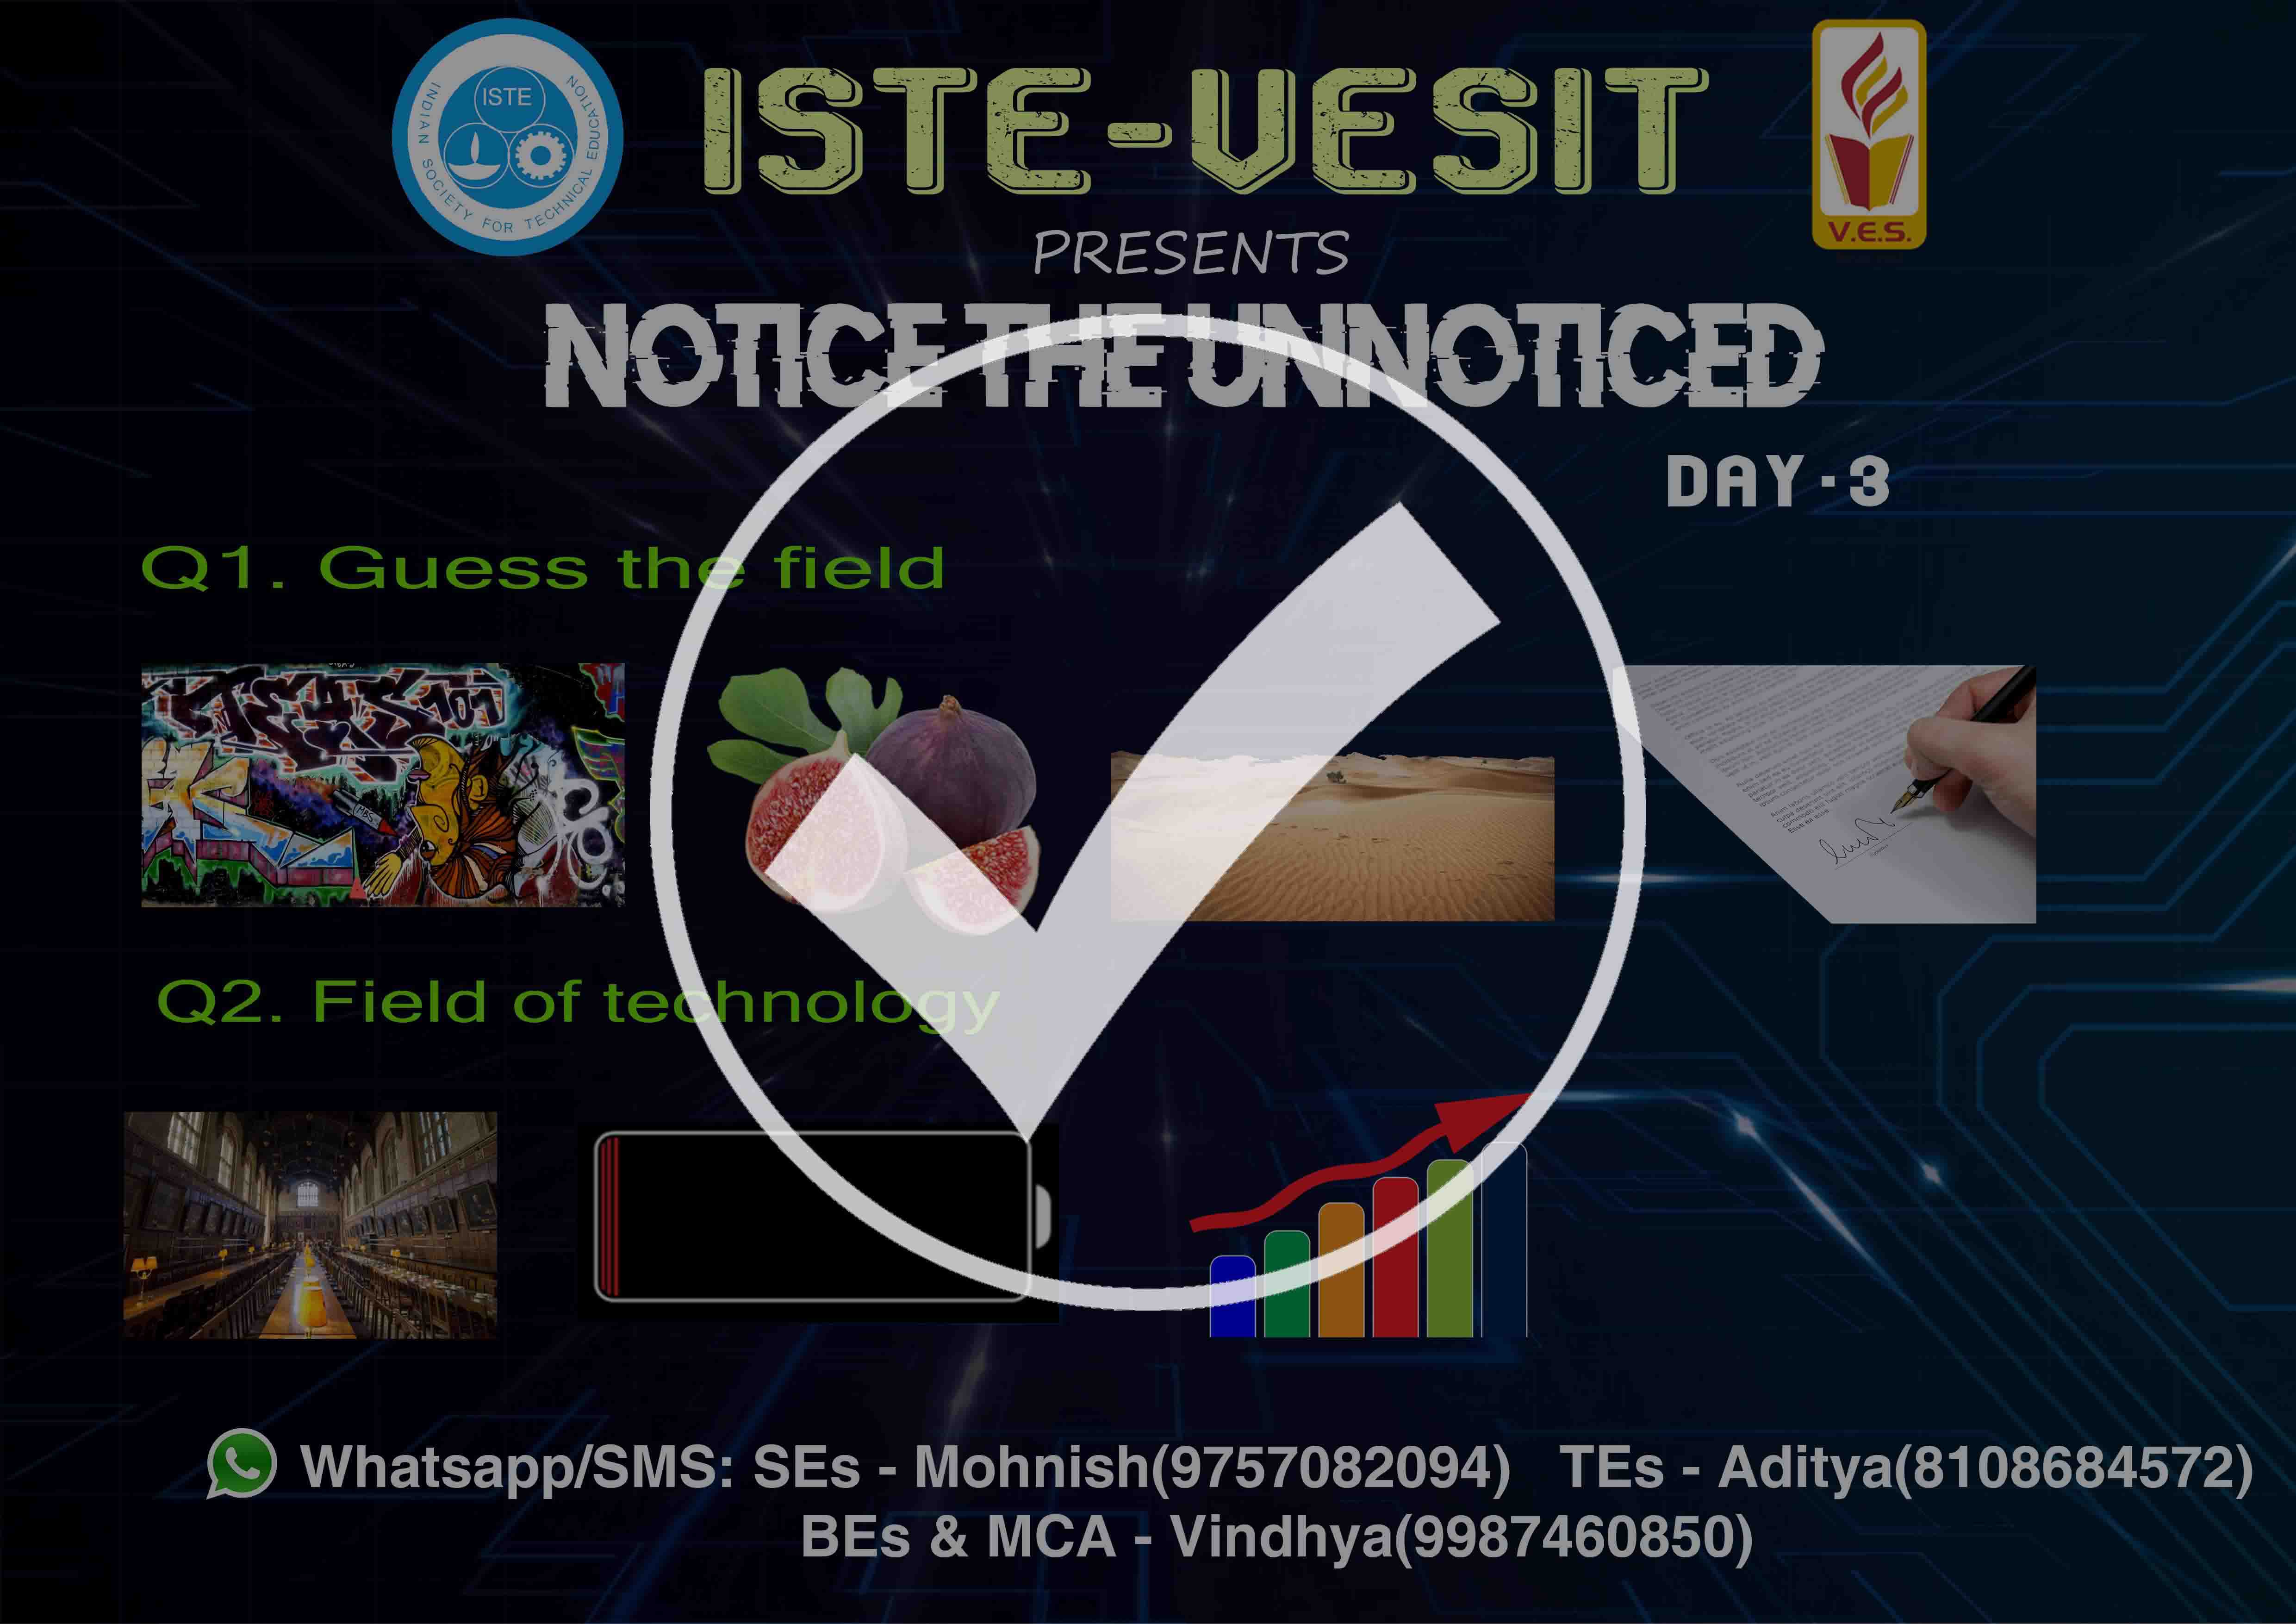 ISTE
INDIAN SOCIETY FOR TECHNICAL EDUCATION
ISTE-VESIT
V.E.S.
PRESENTS
NOTICE THE UNNOTICED
DAY-3
Q1. Guess the field
Q2. Field of technology
Whatsapp/SMS: SEs - Mohnish(9757082094) TEs - Aditya(8108684572)
BEs & MCA - Vindhya(9987460850)